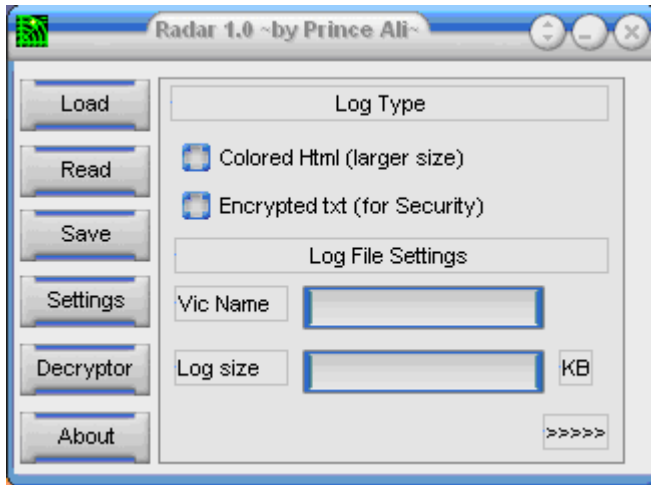 Radar 1.0 ~by Prince Ali~
Load
Read
Save
Settings
Decryptor
About
Log Type
Colored Html (larger size)
Encrypted txt (for Security)
Log File Settings
Vic Name
Log size
KB
>>>>>